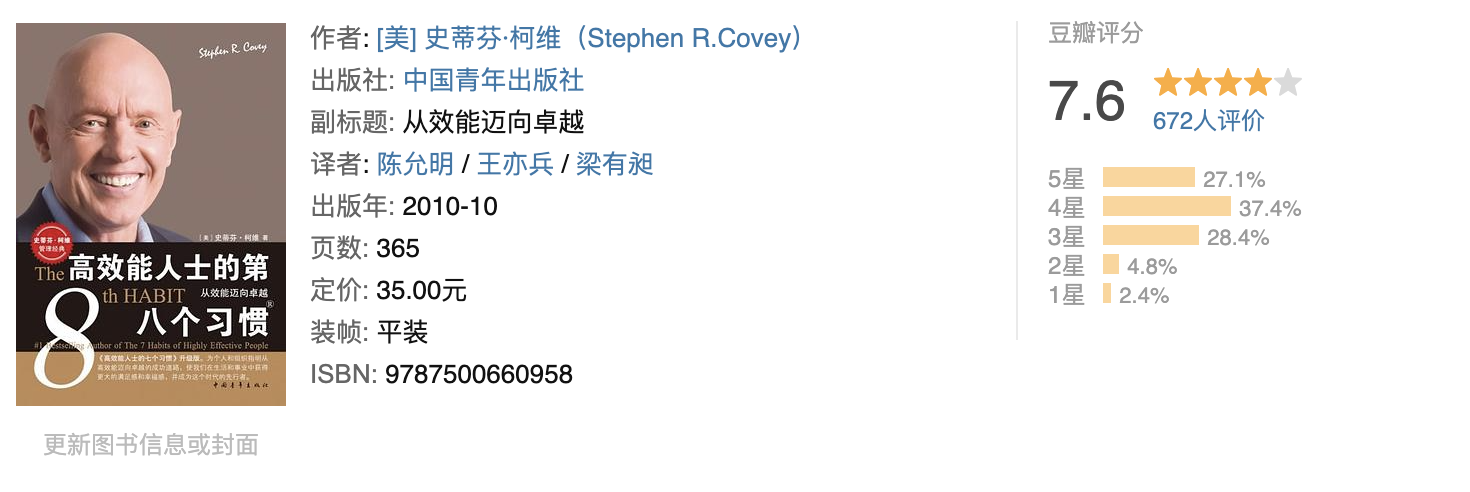 Stephen R. Covey
史蒂芬·柯维
管理经典
[美] 史蒂芬·柯维 著
The 高效能人士的第
8th HABIT 从效能迈向卓越
八个习惯®
#1 Bestselling Author of The 7 Habits of Highly Effective People
《高效能人士的七个习惯》升级版，为个人和组织指明从
高效能迈向卓越的成功道路，使我们在生活和事业中获得
更大的满足感和幸福感，并成为这个时代的先行者。
中国青年出版社
更新图书信息或封面
作者: [美] 史蒂芬·柯维（Stephen R.Covey）
出版社: 中国青年出版社
副标题: 从效能迈向卓越
译者: 陈允明 / 王亦兵 / 梁有昶
出版年: 2010-10
页数: 365
定价: 35.00元
装帧: 平装
ISBN: 9787500660958
豆瓣评分
7.6
672人评价
5星 27.1%
4星 37.4%
3星 28.4%
2星 4.8%
1星 2.4%